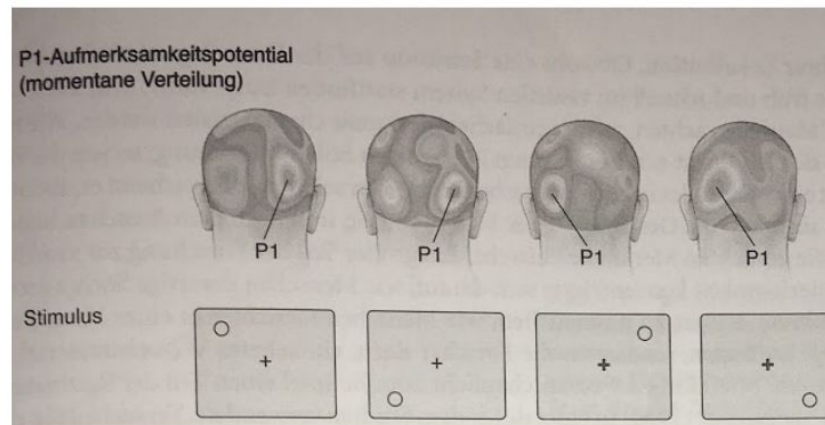 P1-Aufmerksamkeitspotential
(momentane Verteilung)
P1 P1 P1 P1
Stimulus